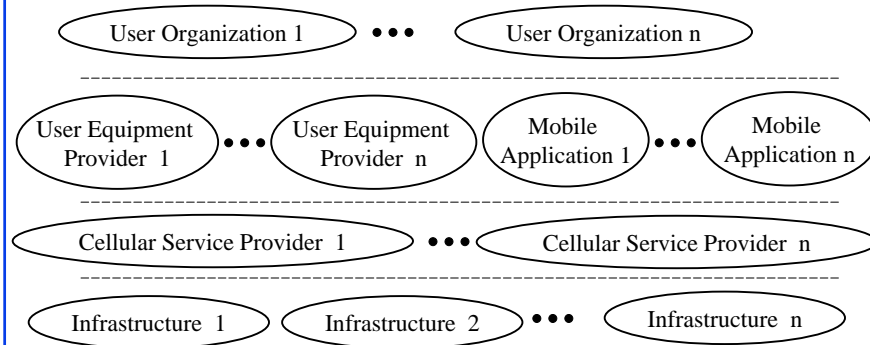 User Organization 1 ••• User Organization n
User Equipment Provider 1 ••• User Equipment Provider n Mobile Application 1 ••• Mobile Application n
Cellular Service Provider 1 ••• Cellular Service Provider n
Infrastructure 1 Infrastructure 2 ••• Infrastructure n